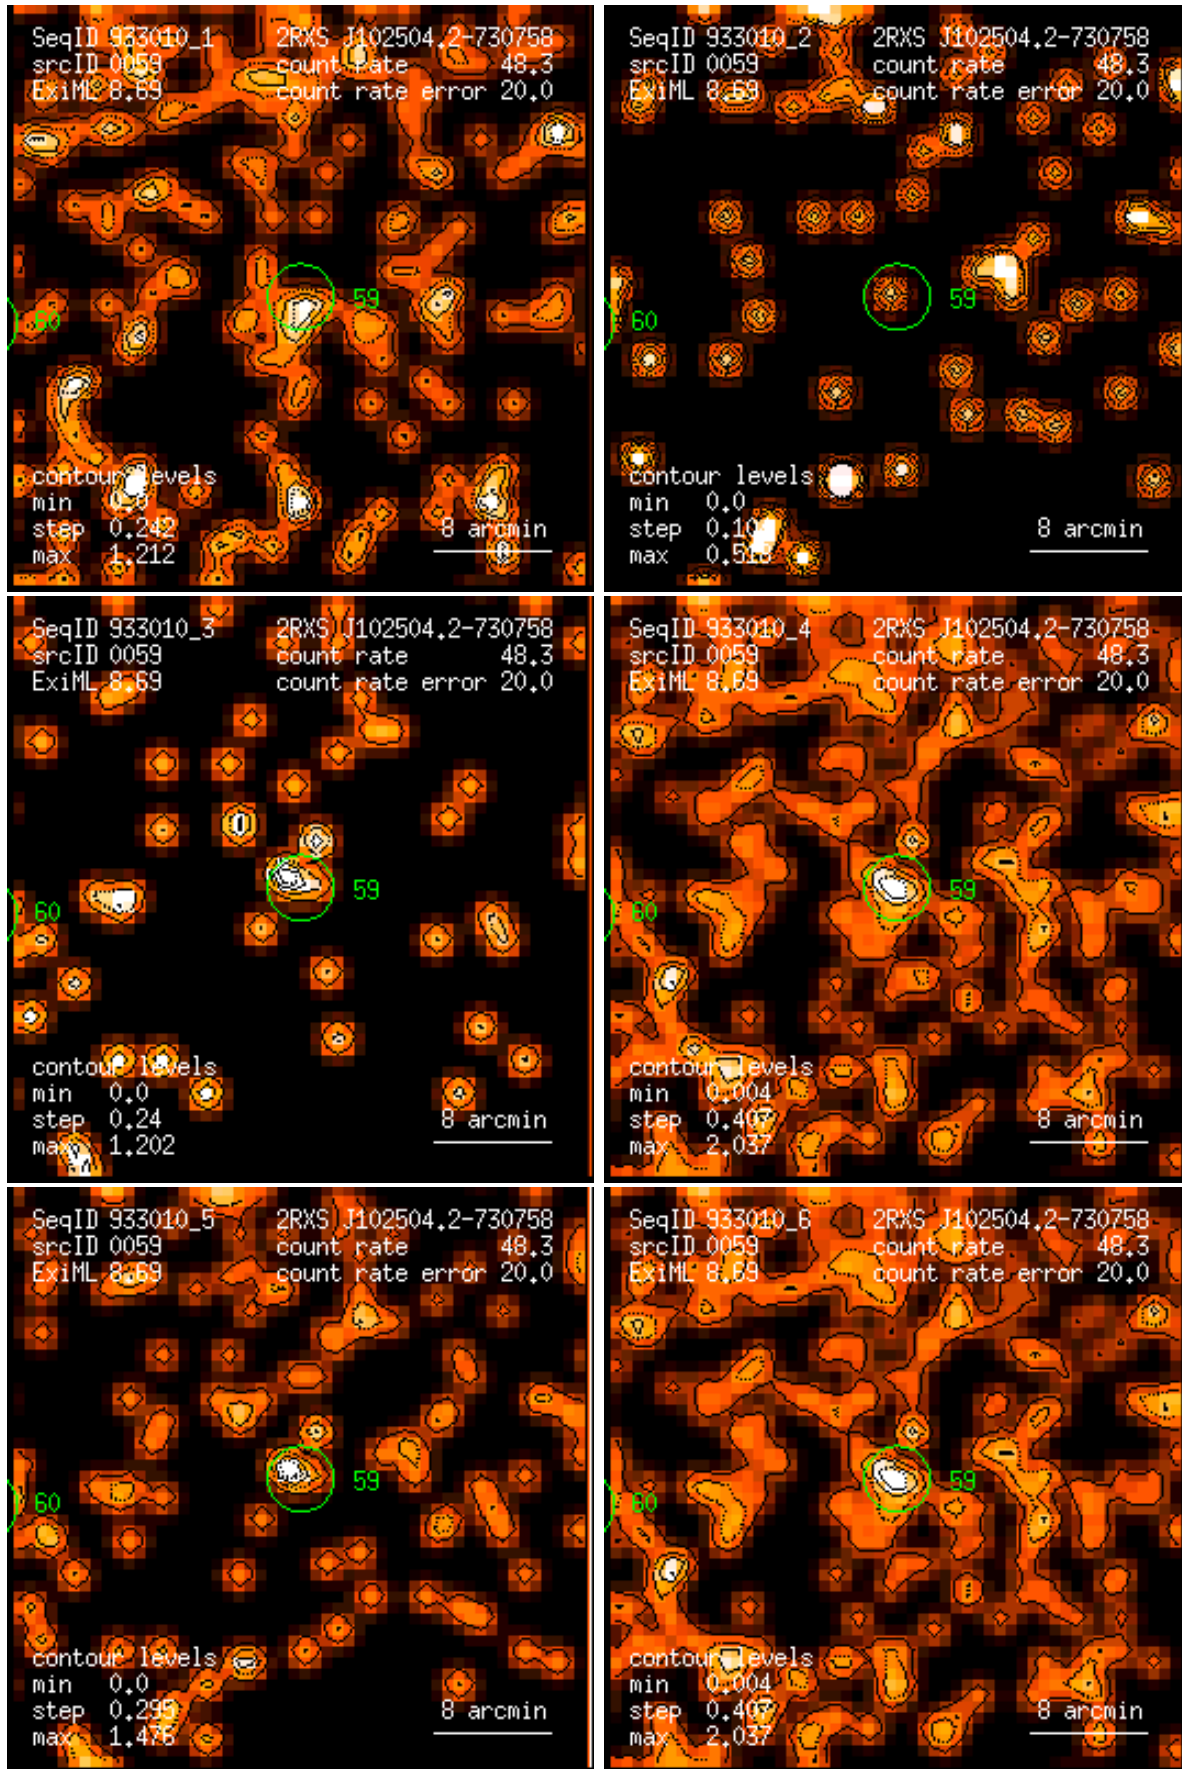 SeqID 933010_1 2RXS J102504.2-730758
srcID 0059 count rate 48.3
ExiML 8.69 count rate error 20.0
59
60
contour levels
min 0.0
step 0.242 8 arcmin
max 1.212
SeqID 933010_2 2RXS J102504.2-730758
srcID 0059 count rate 48.3
ExiML 8.69 count rate error 20.0
59
60
contour levels
min 0.0
step 8 arcmin
max
SeqID 933010_3 2RXS J102504.2-730758
srcID 0059 count rate 48.3
ExiML 8.69 count rate error 20.0
59
60
contour levels
min 0.0
step 0.24 8 arcmin
max 1.202
SeqID 933010_4 2RXS J102504.2-730758
srcID 0059 count rate 48.3
ExiML 8.69 count rate error 20.0
59
60
contour levels
min 0.004
step 0.407 8 arcmin
max 2.037
SeqID 933010_5 2RXS J102504.2-730758
srcID 0059 count rate 48.3
ExiML 8.69 count rate error 20.0
59
60
contour levels
min 0.0
step 0.295 8 arcmin
max 1.476
SeqID 933010_6 2RXS J102504.2-730758
srcID 0059 count rate 48.3
ExiML 8.69 count rate error 20.0
59
60
contour levels
min 0.004
step 0.407 8 arcmin
max 2.037